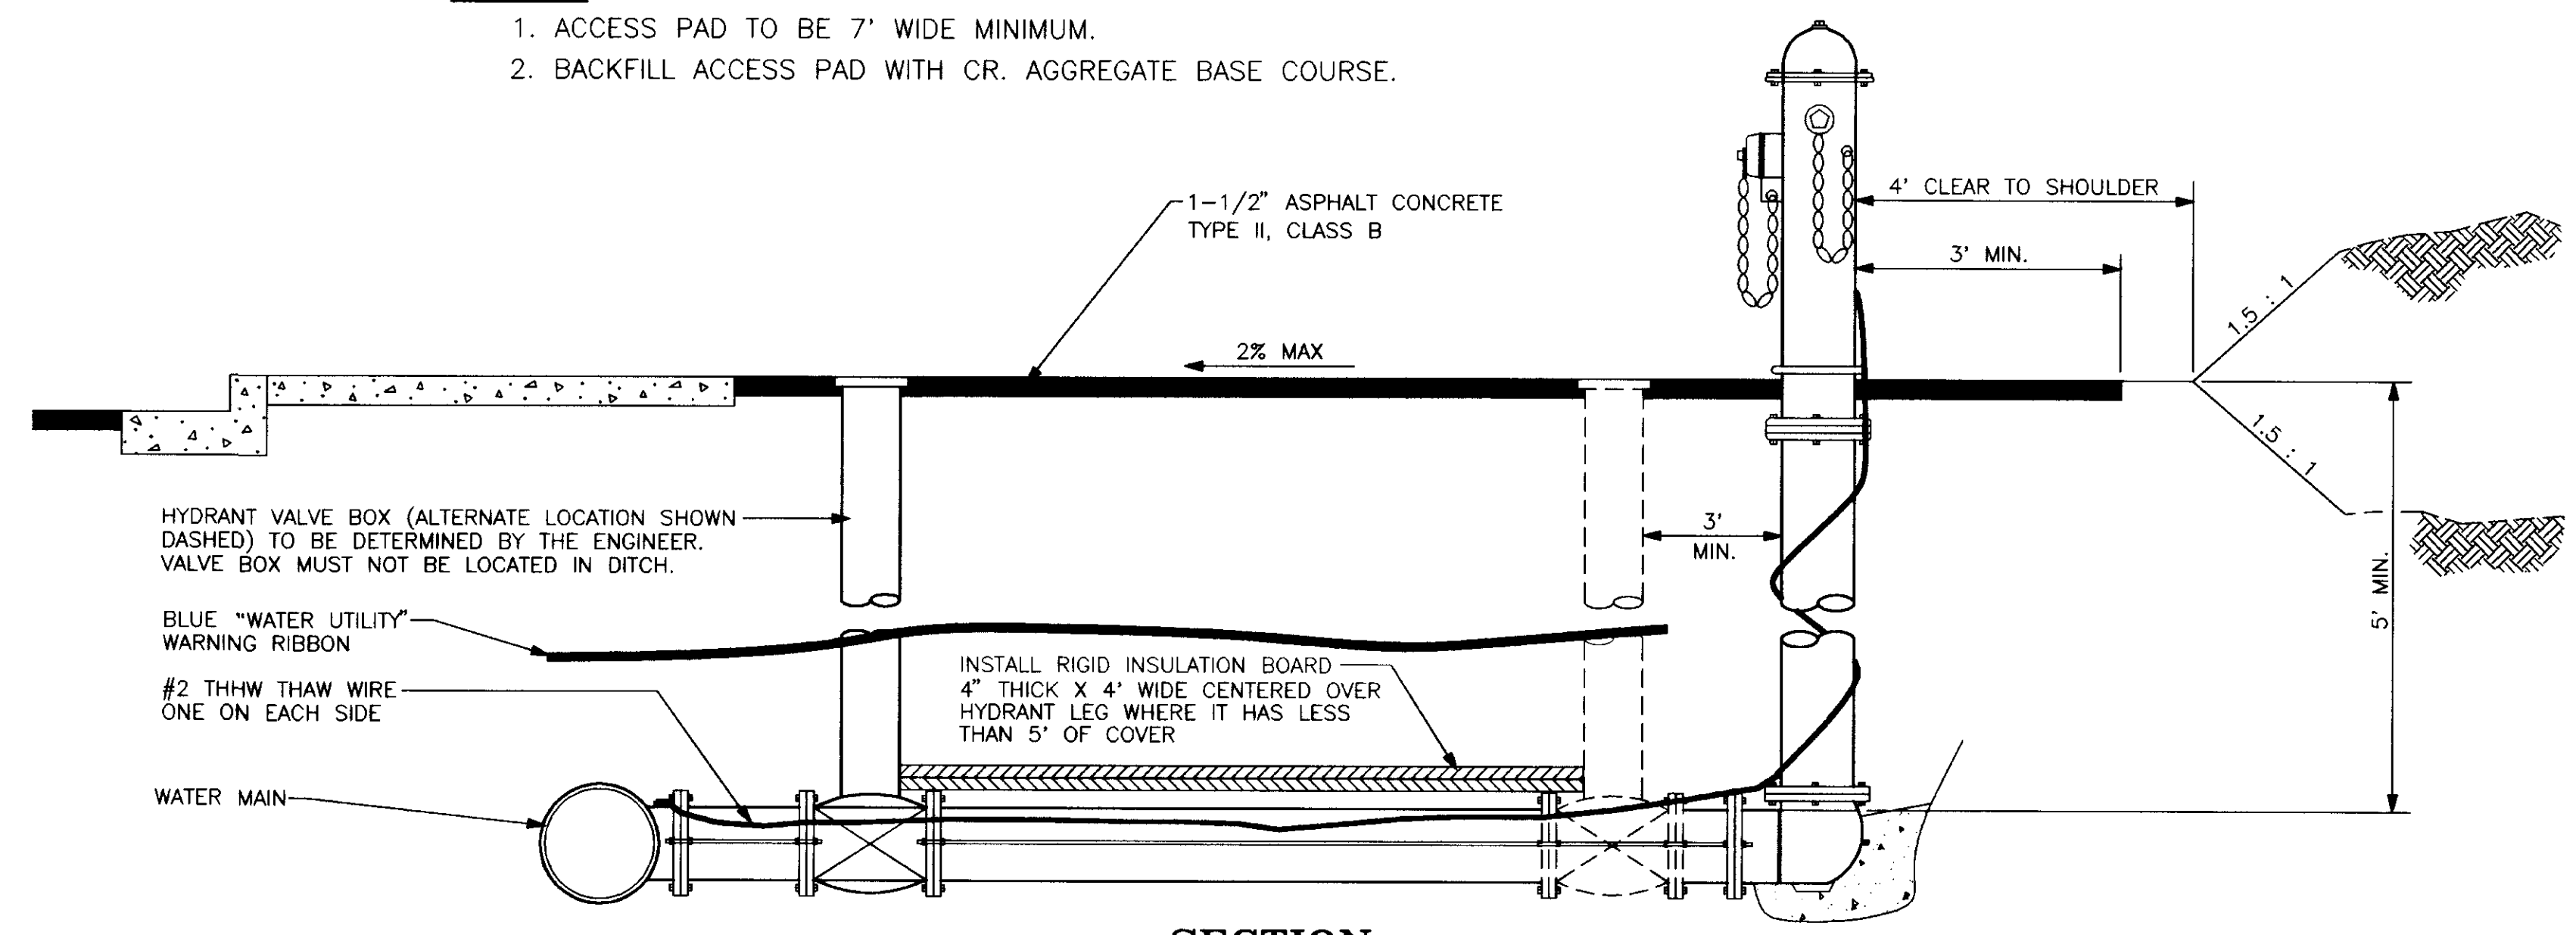 1. ACCESS PAD TO BE 7' WIDE MINIMUM.
2. BACKFILL ACCESS PAD WITH CR. AGGREGATE BASE COURSE.
1-1/2" ASPHALT CONCRETE
TYPE II, CLASS B
4' CLEAR TO SHOULDER
3' MIN.
1.5 : 1
2% MAX
1.5 : 1
HYDRANT VALVE BOX (ALTERNATE LOCATION SHOWN
DASHED) TO BE DETERMINED BY THE ENGINEER.
VALVE BOX MUST NOT BE LOCATED IN DITCH.
3'
MIN.
5' MIN.
BLUE "WATER UTILITY"
WARNING RIBBON
#2 THHW THAW WIRE
ONE ON EACH SIDE
INSTALL RIGID INSULATION BOARD
4" THICK X 4' WIDE CENTERED OVER
HYDRANT LEG WHERE IT HAS LESS
THAN 5' OF COVER
WATER MAIN
SECTION